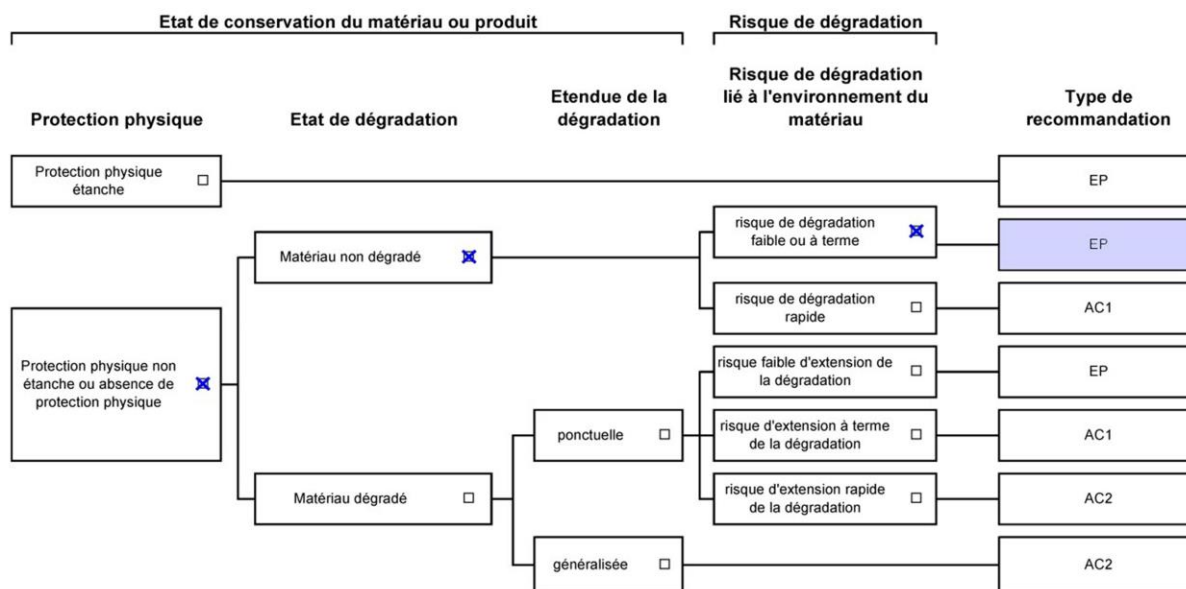 Etat de conservation du matériau ou produit
Risque de dégradation
Protection physique
Etat de dégradation
Etendue de la
dégradation
Risque de dégradation
lié à l'environnement du
matériau
Type de
recommandation
Protection physique
étanche
EP
risque de dégradation
faible ou à terme
EP
Matériau non dégradé
risque de dégradation
rapide
AC1
Protection physique non
étanche ou absence de
protection physique
risque faible d'extension de
la dégradation
EP
ponctuelle
risque d'extension à terme
de la dégradation
AC1
Matériau dégradé
risque d'extension rapide
de la dégradation
AC2
généralisée
AC2